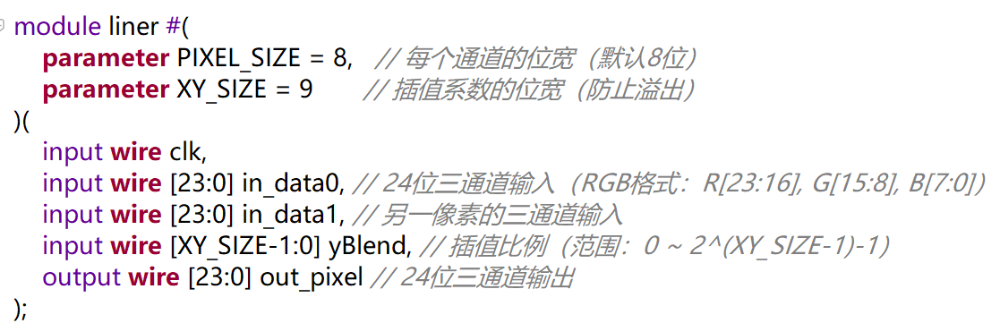 module liner #(
parameter PIXEL_SIZE = 8, // 每个通道的位宽（默认8位）
parameter XY_SIZE = 9 // 插值系数的位宽（防止溢出）
)(
input wire clk,
input wire [23:0] in_data0, // 24位三通道输入（RGB格式：R[23:16], G[15:8], B[7:0]）
input wire [23:0] in_data1, // 另一像素的三通道输入
input wire [XY_SIZE-1:0] yBlend, // 插值比例（范围：0 ~ 2^(XY_SIZE-1)-1）
output wire [23:0] out_pixel // 24位三通道输出
);